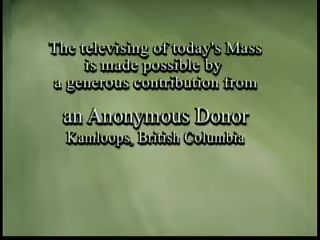 The televising of today's Mass
is made possible by
a generous contribution from
an Anonymous Donor
Kamloops, British Columbia